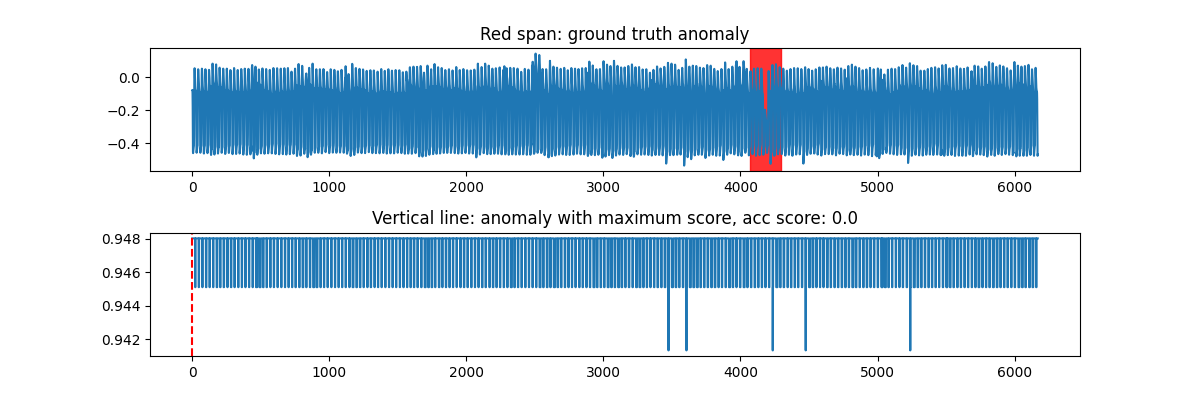 Red span: ground truth anomaly
0.0
−0.2
−0.4
0 1000 2000 3000 4000 5000 6000
Vertical line: anomaly with maximum score, acc score: 0.0
0.948
0.946
0.944
0.942
0 1000 2000 3000 4000 5000 6000